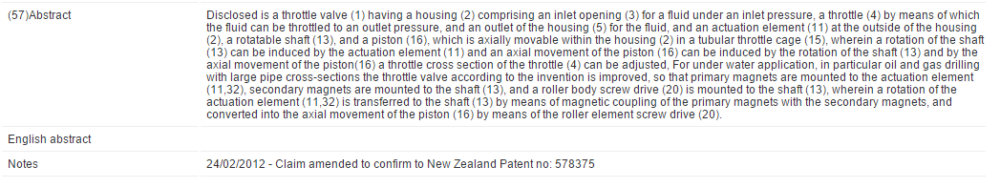 (57)Abstract
Disclosed is a throttle valve (1) having a housing (2) comprising an inlet opening (3) for a fluid under an inlet pressure, a throttle (4) by means of which
the fluid can be throttled to an outlet pressure, and an outlet of the housing (5) for the fluid, and an actuation element (11) at the outside of the housing
(2), a rotatable shaft (13), and a piston (16), which is axially movable within the housing (2) in a tubular throttle cage (15), wherein a rotation of the shaft
(13) can be induced by the actuation element (11) and an axial movement of the piston (16) can be induced by the rotation of the shaft (13) and by the
axial movement of the piston(16) a throttle cross section of the throttle (4) can be adjusted, For under water application, in particular oil and gas drilling
with large pipe cross-sections the throttle valve according to the invention is improved, so that primary magnets are mounted to the actuation element
(11,32), secondary magnets are mounted to the shaft (13), and a roller body screw drive (20) is mounted to the shaft (13), wherein a rotation of the
actuation element (11,32) is transferred to the shaft (13) by means of magnetic coupling of the primary magnets with the secondary magnets, and
converted into the axial movement of the piston (16) by means of the roller element screw drive (20).
English abstract
Notes
24/02/2012 - Claim amended to confirm to New Zealand Patent no: 578375